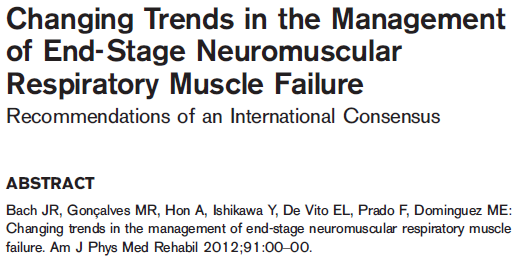 Changing Trends in the Management
of End-Stage Neuromuscular
Respiratory Muscle Failure
Recommendations of an International Consensus
ABSTRACT
Bach JR, Gonçalves MR, Hon A, Ishikawa Y, De Vito EL, Prado F, Dominguez ME:
Changing trends in the management of end-stage neuromuscular respiratory muscle
failure. Am J Phys Med Rehabil 2012;91:00–00.